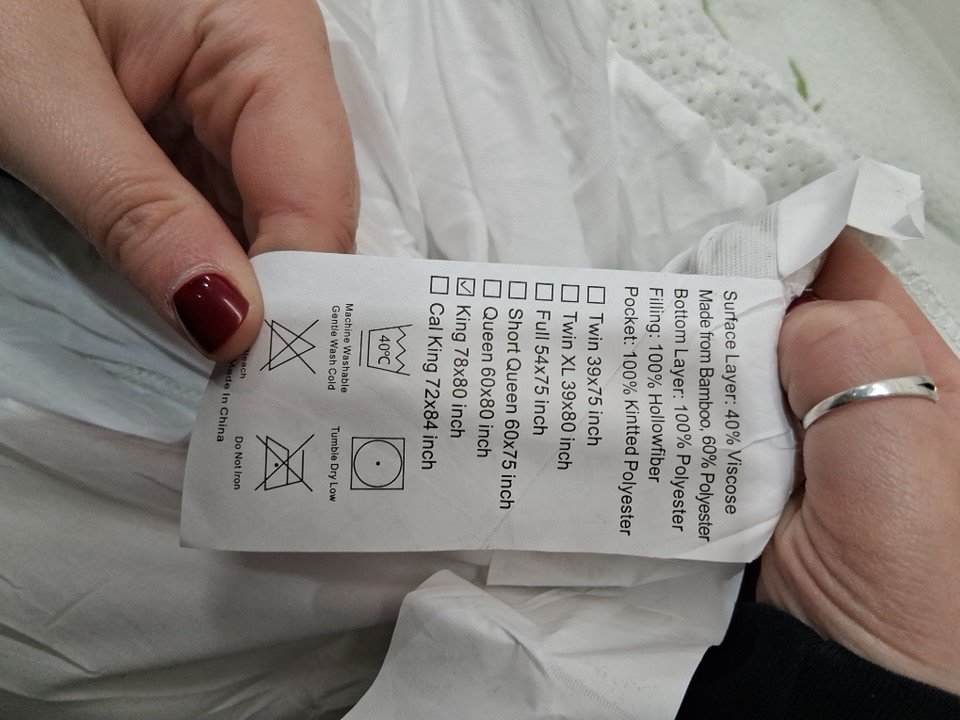 Surface Layer: 40% Viscose
Made from Bamboo, 60% Polyester
Bottom Layer: 100% Polyester
Filling: 100% Hollowfiber
Pocket: 100% Kintted Polyester
Twin 39x75 inch
Twin XL 39x80 inch
Full 54x75 inch
Short Queen 60x75 inch
Queen 60x80 inch
King 78x80 inch
Cal King 72x84 inch
40°C
Machine Washable
Gentle Wash Cold
Tumble Dry Low
Do Not Iron
Made in China